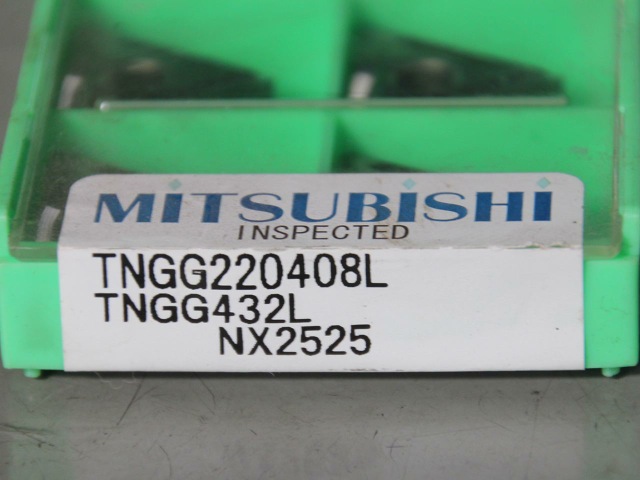 MITSUBISHI
INSPECTED
TNGG220408L
TNGG432L
NX2525